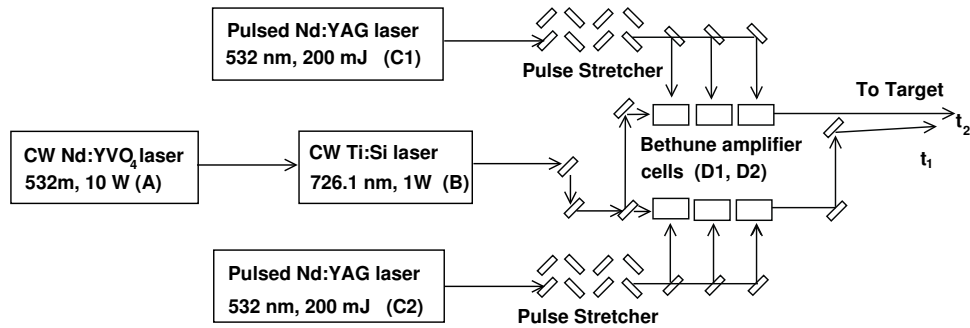 Pulsed Nd:YAG laser
532 nm, 200 mJ (C1)
Pulse Stretcher
To Target
t2
CW Nd:YVO4 laser
532m, 10 W (A)
CW Ti:Si laser
726.1 nm, 1W (B)
Bethune amplifier
cells (D1, D2)
t1
Pulsed Nd:YAG laser
532 nm, 200 mJ (C2)
Pulse Stretcher